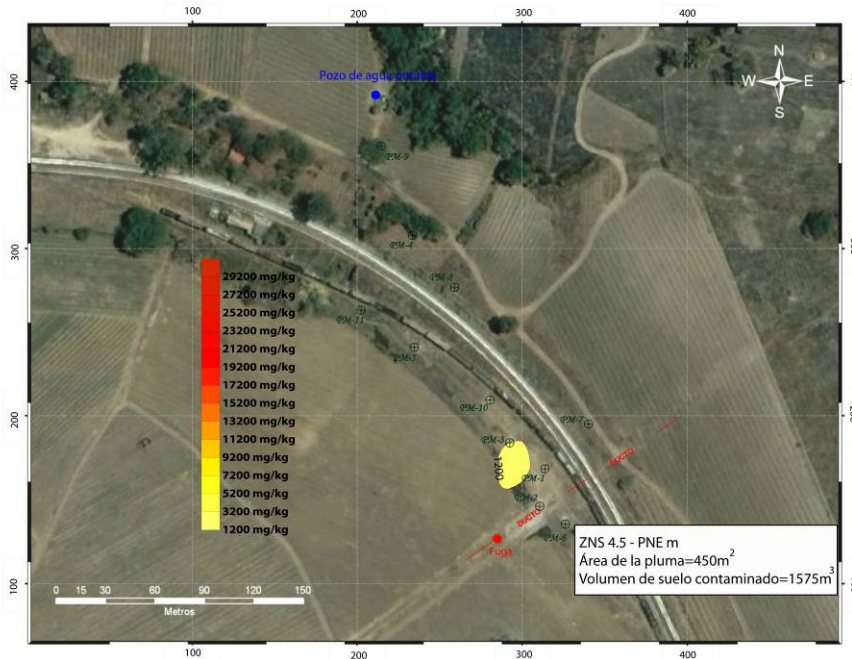 100
200
300
400
N
W E
S
400
Pozo de agua potable
PM-9
PM-4
300
PM-8
29200 mg/kg
27200 mg/kg
25200 mg/kg
23200 mg/kg
21200 mg/kg
19200 mg/kg
17200 mg/kg
15200 mg/kg
13200 mg/kg
11200 mg/kg
9200 mg/kg
7200 mg/kg
5200 mg/kg
3200 mg/kg
1200 mg/kg
PM-11
PM-5
PM-10
200
PM-7
PM-3
1200
DUCTO
PM-1
PM-2
DUCTO
PM-6
Fuga
ZNS 4.5 - PNE m
Área de la pluma=450m2
Volumen de suelo contaminado=1575m3
100
0 15 30 60 90 120 150
Metros
100
200
300
400